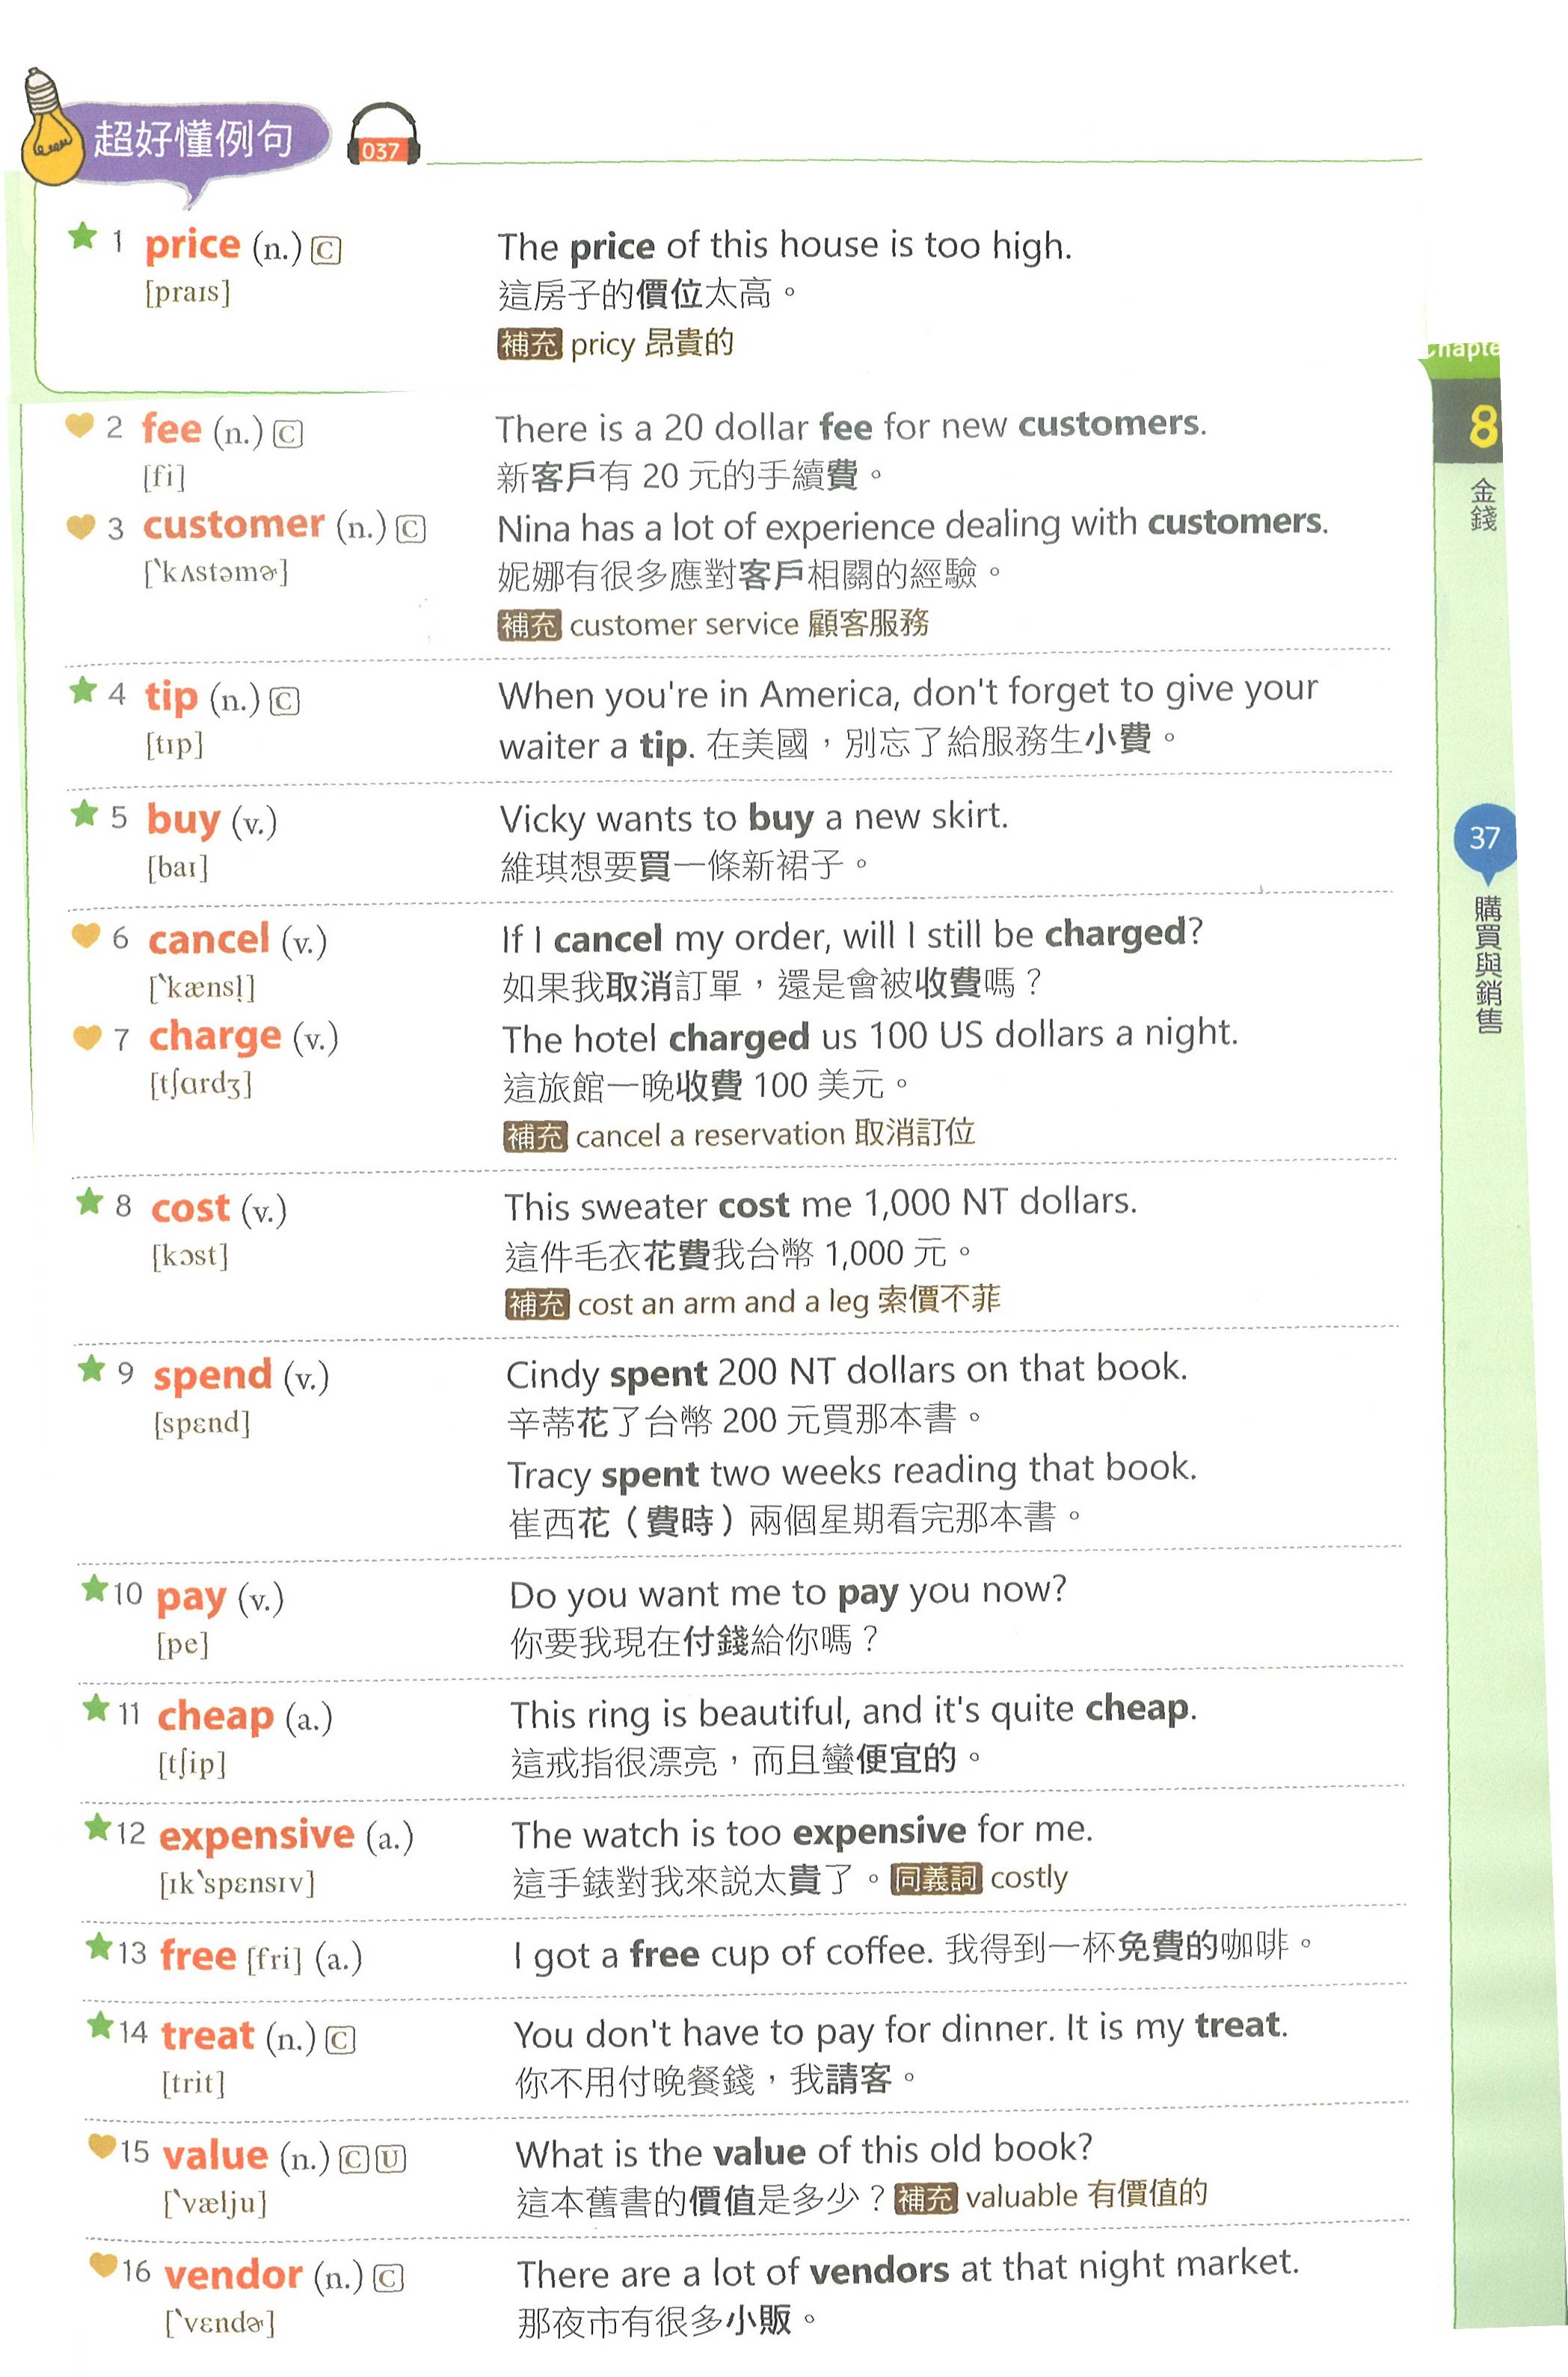 超好懂例句
037
1 price (n.) C
[praɪs]
The price of this house is too high.
這房子的價位太高。
補充 pricy 昂貴的
2 fee (n.) C
[fi]
There is a 20 dollar fee for new customers.
新客戶有 20 元的手續費。
3 customer (n.) C
[ˋkʌstəmɚ]
Nina has a lot of experience dealing with customers.
妮娜有很多應對客戶相關的經驗。
補充 customer service 顧客服務
4 tip (n.) C
[tɪp]
When you're in America, don't forget to give your
waiter a tip. 在美國，別忘了給服務生小費。
5 buy (v.)
[baɪ]
Vicky wants to buy a new skirt.
維琪想要買一條新裙子。
6 cancel (v.)
[ˋkænsl̩]
If I cancel my order, will I still be charged?
如果我取消訂單，還是會被收費嗎？
7 charge (v.)
[tʃɑrdʒ]
The hotel charged us 100 US dollars a night.
這旅館一晚收費 100 美元。
補充 cancel a reservation 取消訂位
8 cost (v.)
[kɔst]
This sweater cost me 1,000 NT dollars.
這件毛衣花費我台幣 1,000 元。
補充 cost an arm and a leg 索價不菲
9 spend (v.)
[spɛnd]
Cindy spent 200 NT dollars on that book.
辛蒂花了台幣 200 元買那本書。
Tracy spent two weeks reading that book.
崔西花（費時）兩個星期看完那本書。
10 pay (v.)
[pe]
Do you want me to pay you now?
你要我現在付錢給你嗎？
11 cheap (a.)
[tʃip]
This ring is beautiful, and it's quite cheap.
這戒指很漂亮，而且蠻便宜的。
12 expensive (a.)
[ɪkˋspɛnsɪv]
The watch is too expensive for me.
這手錶對我來說太貴了。同義詞 costly
13 free [fri] (a.)
I got a free cup of coffee. 我得到一杯免費的咖啡。
14 treat (n.) C
[trit]
You don't have to pay for dinner. It is my treat.
你不用付晚餐錢，我請客。
15 value (n.) C U
[ˋvælju]
What is the value of this old book?
這本舊書的價值是多少？補充 valuable 有價值的
16 vendor (n.) C
[ˋvɛndɚ]
There are a lot of vendors at that night market.
那夜市有很多小販。
Chapte
8
金錢
37
購買與銷售